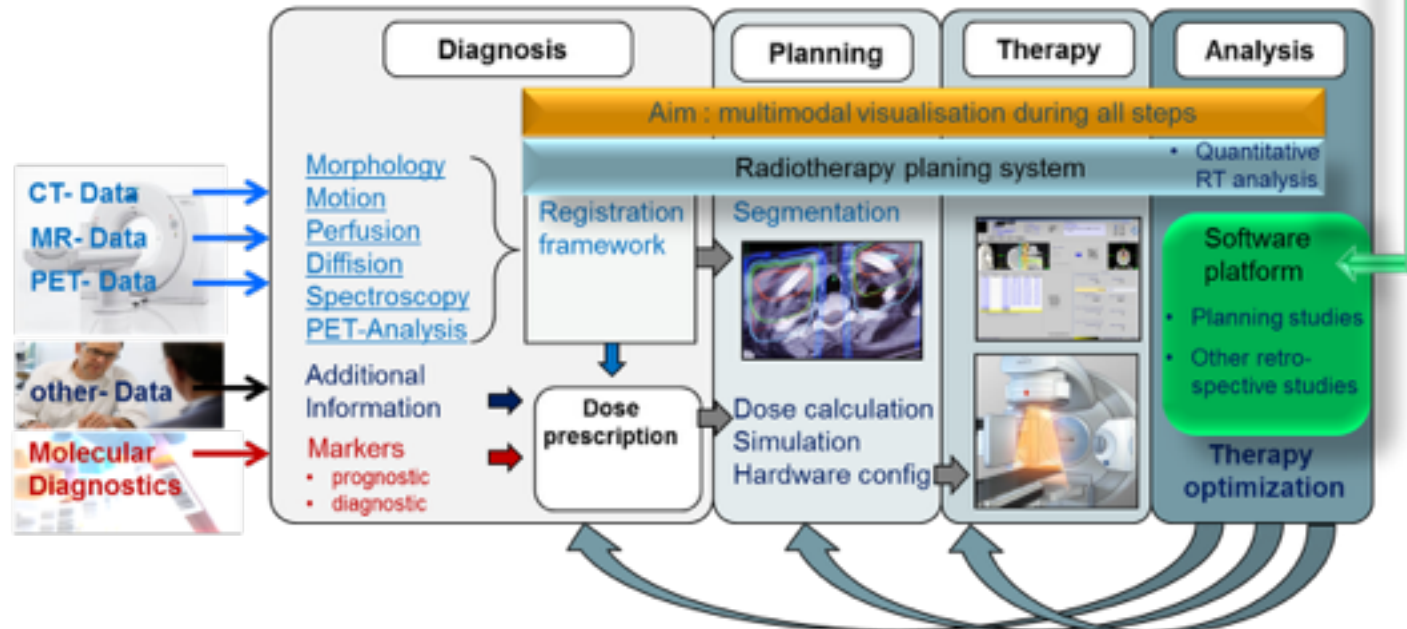 Diagnosis
Planning
Therapy
Analysis
Aim : multimodal visualisation during all steps
Radiotherapy planing system
• Quantitative
RT analysis
CT- Data
MR- Data
PET- Data
Morphology
Motion
Perfusion
Diffision
Spectroscopy
PET-Analysis
Registration
framework
Segmentation
Software
platform
• Planning studies
• Other retro-
spective studies
other- Data
Additional
Information
Dose
prescription
Dose calculation
Simulation
Hardware config
Molecular
Diagnostics
Markers
• prognostic
• diagnostic
Therapy
optimization